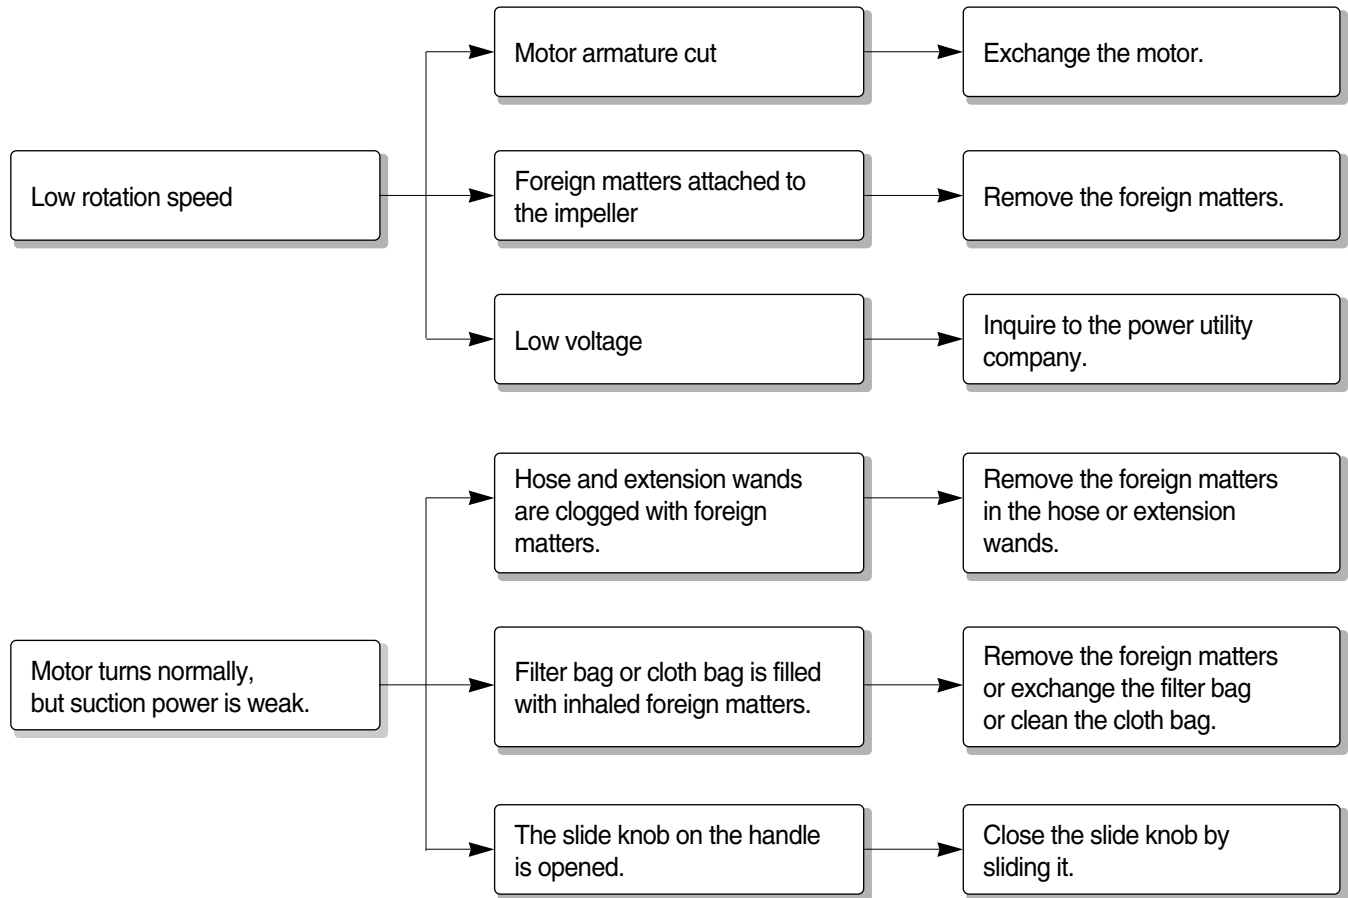 Motor armature cut
Exchange the motor.
Low rotation speed
Foreign matters attached to
the impeller
Remove the foreign matters.
Low voltage
Inquire to the power utility
company.
Hose and extension wands
are clogged with foreign
matters.
Remove the foreign matters
in the hose or extension
wands.
Motor turns normally,
but suction power is weak.
Filter bag or cloth bag is filled
with inhaled foreign matters.
Remove the foreign matters
or exchange the filter bag
or clean the cloth bag.
The slide knob on the handle
is opened.
Close the slide knob by
sliding it.